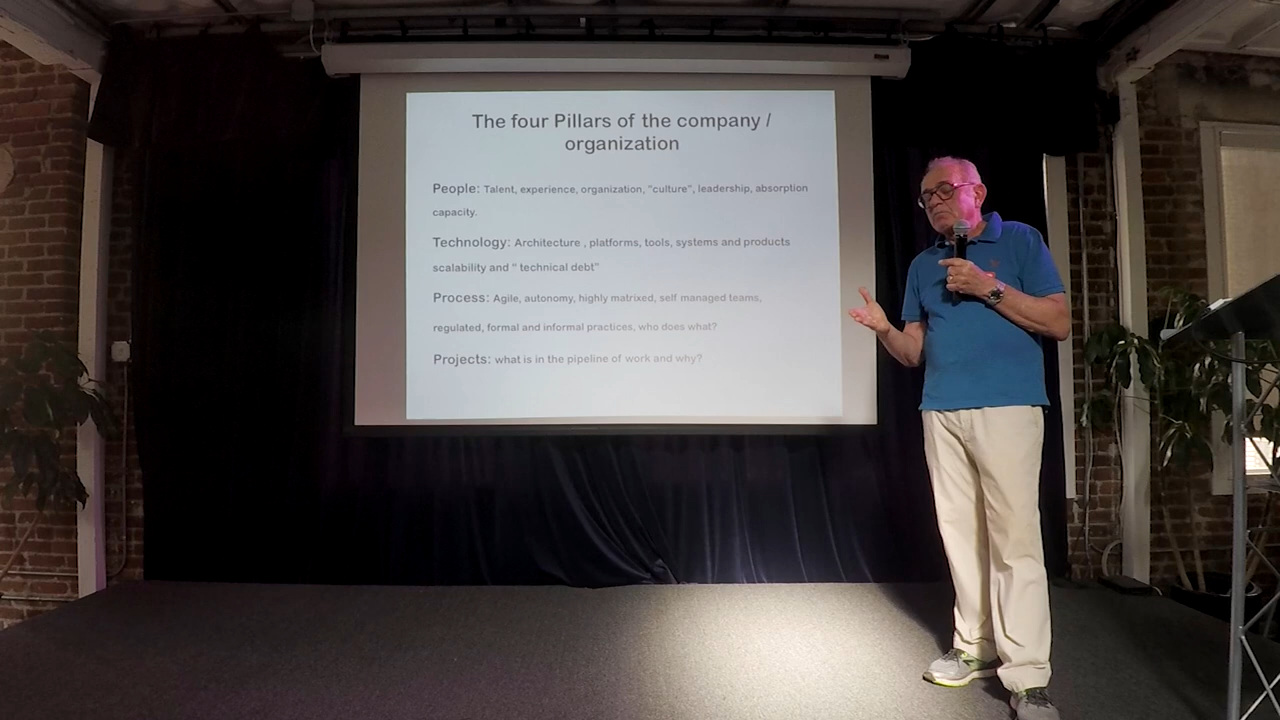 The four Pillars of the company /
organization
People: Talent, experience, organization, "culture", leadership, absorption
capacity.
Technology: Architecture , platforms, tools, systems and products
scalability and " technical debt"
Process: Agile, autonomy, highly matrixed, self managed teams,
regulated, formal and informal practices, who does what?
Projects: what is in the pipeline of work and why?